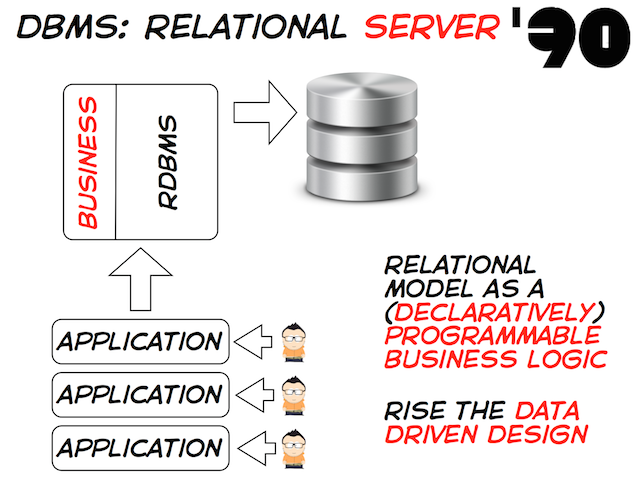 DBMS: RELATIONAL SERVER '90
BUSINESS
RDBMS
APPLICATION
APPLICATION
APPLICATION
RELATIONAL
MODEL AS A
(DECLARATIVELY)
PROGRAMMABLE
BUSINESS LOGIC
RISE THE DATA
DRIVEN DESIGN